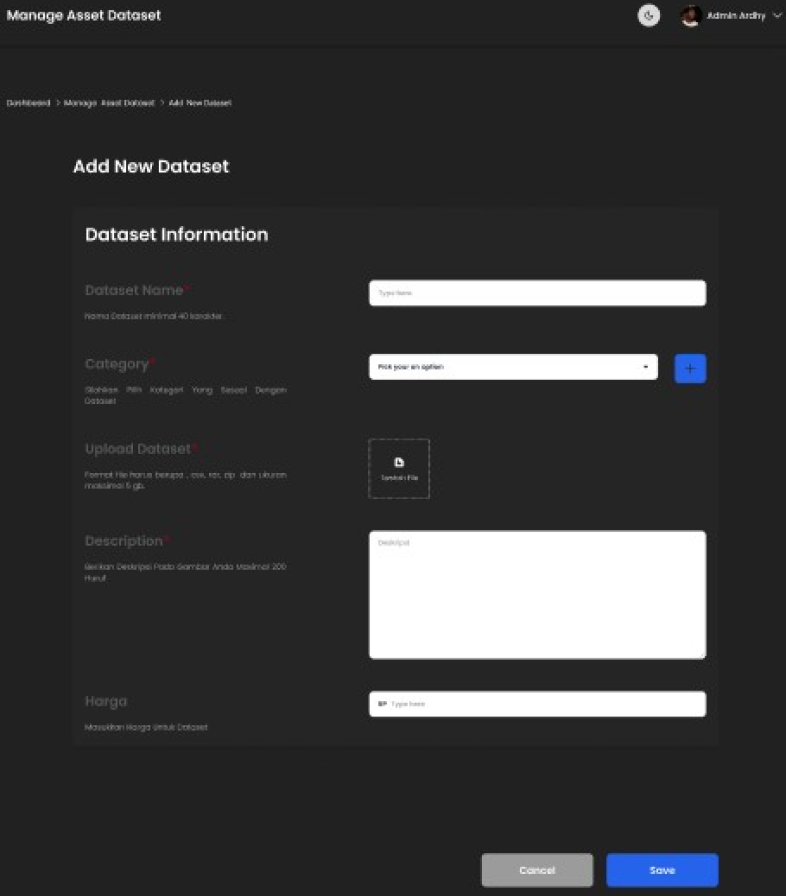 Manage Asset Dataset
Admin Ardhy
Dashboard > Manage Asset Dataset > Add New Dataset
Add New Dataset
Dataset Information
Dataset Name*
Type here
Nama Dataset minimal 40 karakter
Category*
Pick your an option
+
Silahkan Pilih Kategori Yang Sesuai Dengan
Dataset
Upload Dataset*
Format File harus berupa , csv, rar, zip dan ukuran
maksimal 5 gb.
Tambah File
Description*
Deskripsi
Berikan Deskripsi Pada Gambar Anda Maximal 200
Huruf
Harga
RP Type here
Masukkan Harga Untuk Dataset
Cancel
Save